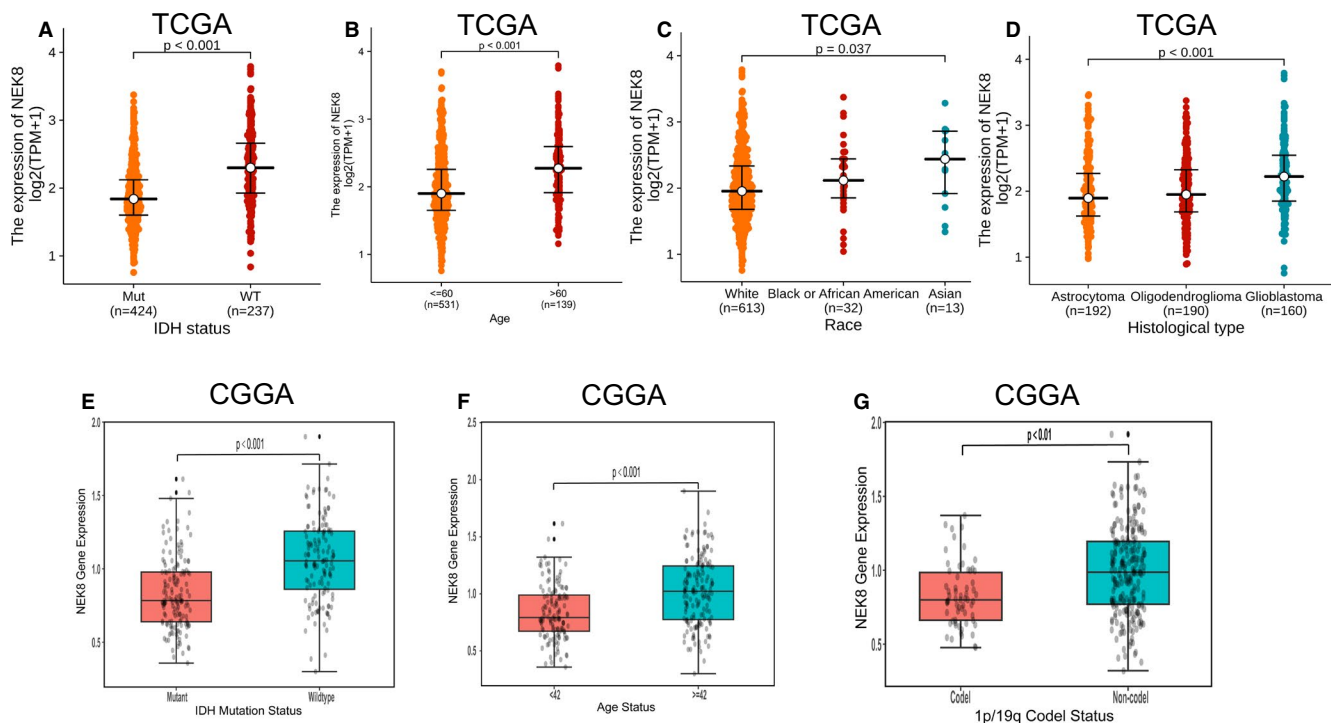 A
TCGA
p < 0.001
The expression of NEK8
log2(TPM+1)
4
3
2
1
Mut
(n=424)
WT
(n=237)
IDH status
B
TCGA
p < 0.001
The expression of NEK8
log2(TPM+1)
4
3
2
1
<=60
(n=531)
>60
(n=139)
Age
C
TCGA
p = 0.037
The expression of NEK8
log2(TPM+1)
4
3
2
1
White
(n=613)
Black or African American
(n=32)
Asian
(n=13)
Race
D
TCGA
p < 0.001
The expression of NEK8
log2(TPM+1)
4
3
2
1
Astrocytoma
(n=192)
Oligodendroglioma
(n=190)
Glioblastoma
(n=160)
Histological type
E
CGGA
p < 0.001
NEK8 Gene Expression
2.0
1.5
1.0
0.5
Mutant
Wildtype
IDH Mutation Status
F
CGGA
p < 0.001
NEK8 Gene Expression
2.5
2.0
1.5
1.0
0.5
<42
>=42
Age Status
G
CGGA
p < 0.01
NEK8 Gene Expression
2.0
1.5
1.0
0.5
Codel
Non-codel
1p/19q Codel Status